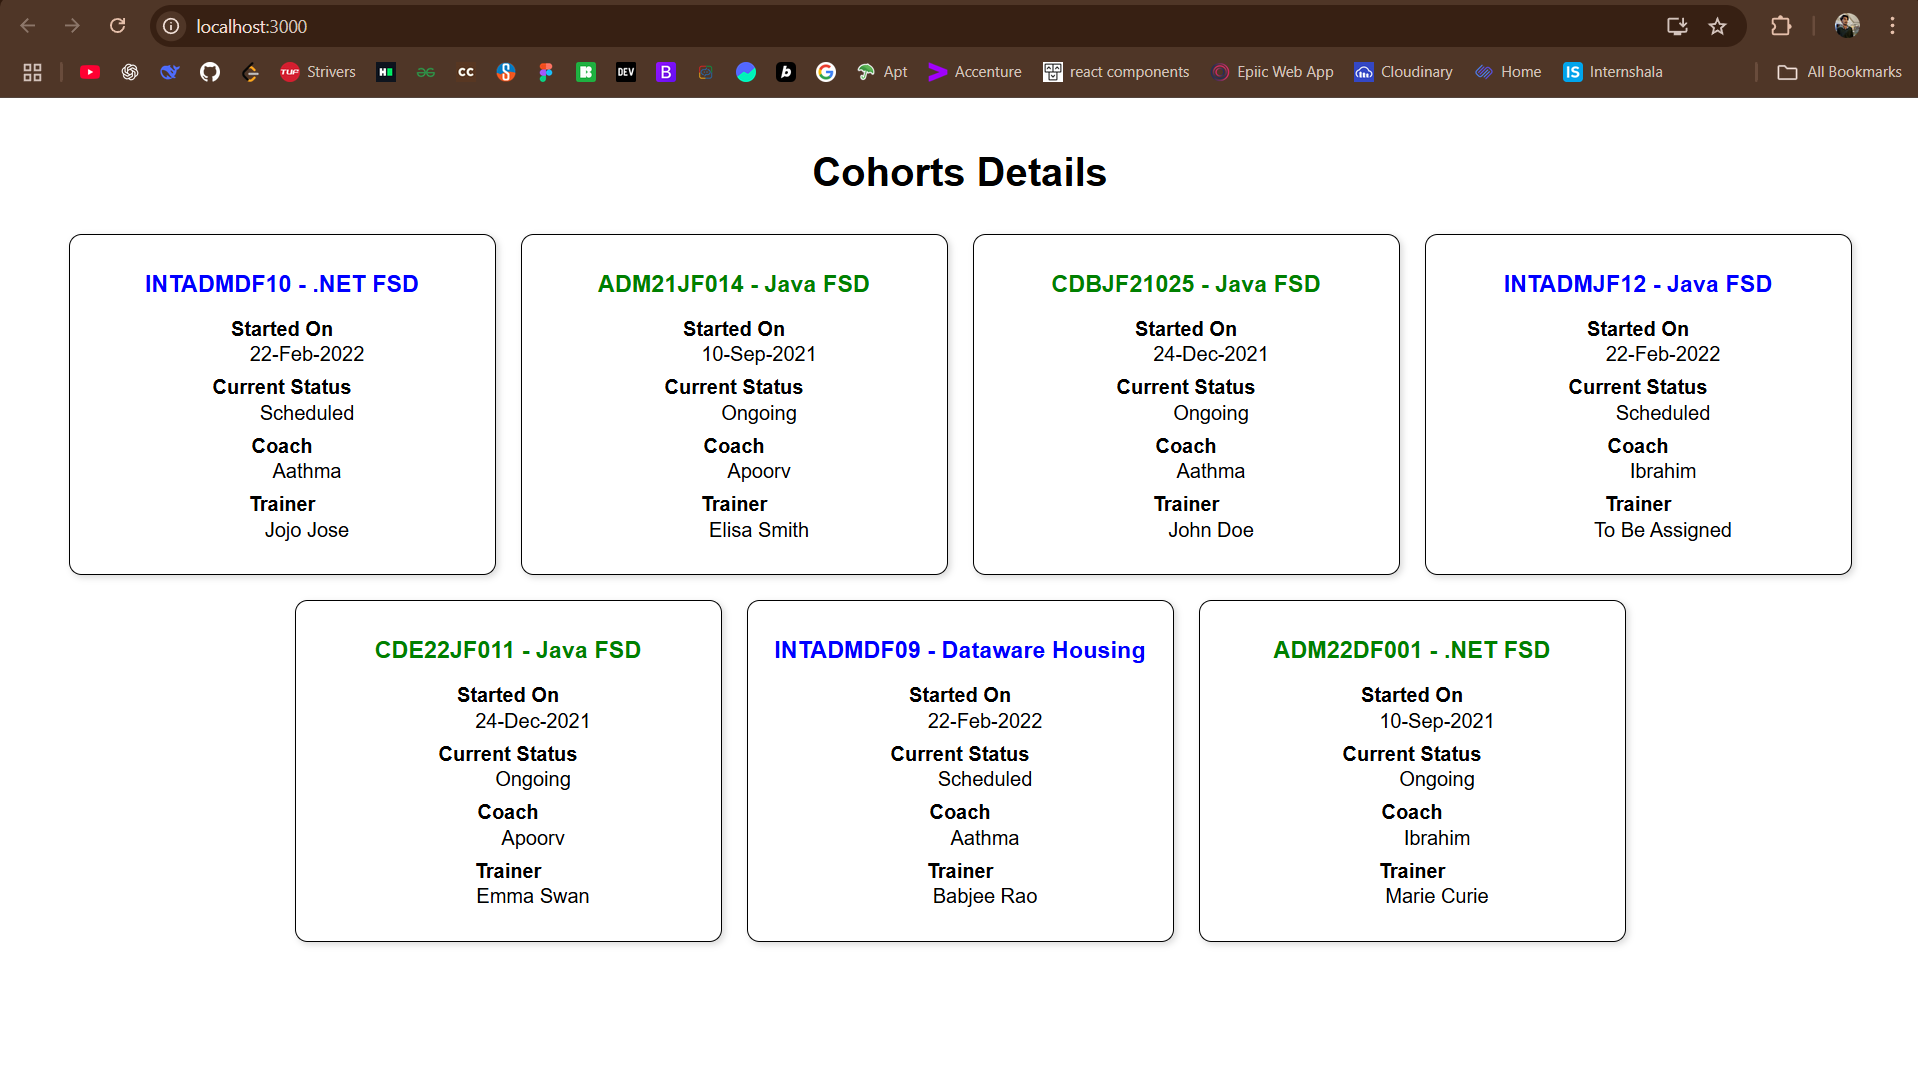 localhost:3000
TUF Strivers
CC
DEV
B
b
Apt
Accenture
react components
Epiic Web App
Cloudinary
Home
IS Internshala
All Bookmarks
Cohorts Details
INTADMDF10 - .NET FSD
Started On
22-Feb-2022
Current Status
Scheduled
Coach
Aathma
Trainer
Jojo Jose
ADM21JF014 - Java FSD
Started On
10-Sep-2021
Current Status
Ongoing
Coach
Apoorv
Trainer
Elisa Smith
CDBJF21025 - Java FSD
Started On
24-Dec-2021
Current Status
Ongoing
Coach
Aathma
Trainer
John Doe
INTADMJF12 - Java FSD
Started On
22-Feb-2022
Current Status
Scheduled
Coach
Ibrahim
Trainer
To Be Assigned
CDE22JF011 - Java FSD
Started On
24-Dec-2021
Current Status
Ongoing
Coach
Apoorv
Trainer
Emma Swan
INTADMDF09 - Dataware Housing
Started On
22-Feb-2022
Current Status
Scheduled
Coach
Aathma
Trainer
Babjee Rao
ADM22DF001 - .NET FSD
Started On
10-Sep-2021
Current Status
Ongoing
Coach
Ibrahim
Trainer
Marie Curie